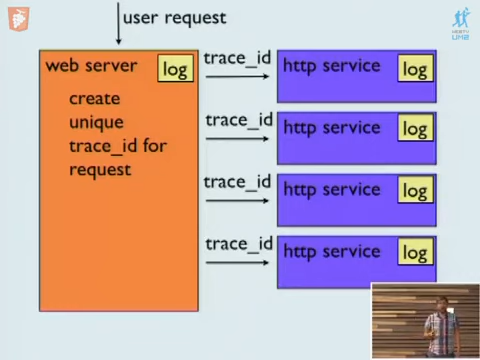 user request
web server
log
create
unique
trace_id for
request
trace_id
http service
log
trace_id
http service
log
trace_id
http service
log
trace_id
http service
log